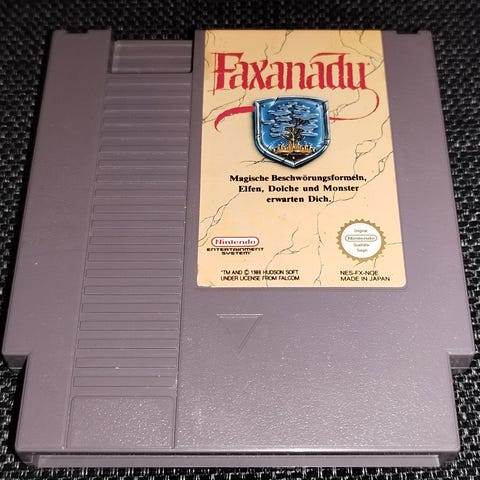 Faxanadu
Magische Beschwörungsformeln,
Elfen, Dolche und Monster
erwarten Dich.
Original
Nintendo
Qualitäts-
Siegel
Nintendo
ENTERTAINMENT
SYSTEM
™ AND © 1988 HUDSON SOFT
UNDER LICENSE FROM FALCOM
NES-FX-NOE
MADE IN JAPAN